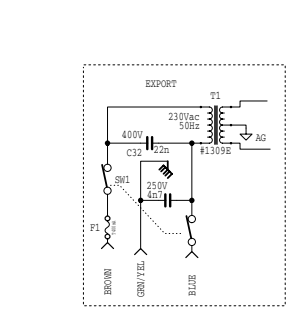 EXPORT
T1
230Vac
50Hz
400V
AG
22n
C32
#1309E
SW1
250V
4n7
F1
BROWN
GRN/YEL
BLUE